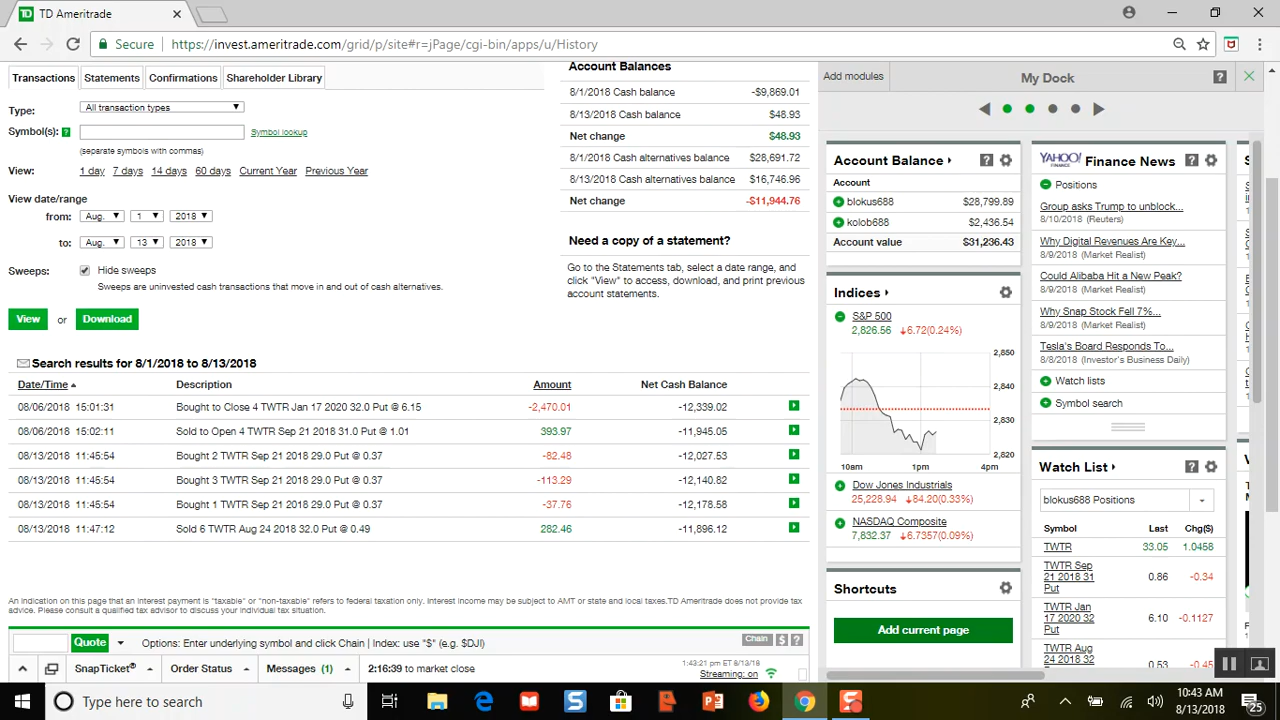 TD Ameritrade
Secure
https://invest.ameritrade.com/grid/p/site#r=jPage/cgi-bin/apps/u/History
Transactions Statements Confirmations Shareholder Library
Type: All transaction types
Symbol(s): ? Symbol lookup
(separate symbols with commas)
View: 1 day 7 days 14 days 60 days Current Year Previous Year
View date/range
from: Aug. 1 2018
to: Aug. 13 2018
Sweeps: Hide sweeps
Sweeps are uninvested cash transactions that move in and out of cash alternatives.
View or Download
Account Balances
8/1/2018 Cash balance -$9,869.01
8/13/2018 Cash balance $48.93
Net change $48.93
8/1/2018 Cash alternatives balance $28,691.72
8/13/2018 Cash alternatives balance $16,746.96
Net change -$11,944.76
Need a copy of a statement?
Go to the Statements tab, select a date range, and
click "View" to access, download, and print previous
account statements.
Search results for 8/1/2018 to 8/13/2018
Date/Time Description Amount Net Cash Balance
08/06/2018 15:01:31 Bought to Close 4 TWTR Jan 17 2020 32.0 Put @ 6.15 -2,470.01 -12,339.02
08/06/2018 15:02:11 Sold to Open 4 TWTR Sep 21 2018 31.0 Put @ 1.01 393.97 -11,945.05
08/13/2018 11:45:54 Bought 2 TWTR Sep 21 2018 29.0 Put @ 0.37 -82.48 -12,027.53
08/13/2018 11:45:54 Bought 3 TWTR Sep 21 2018 29.0 Put @ 0.37 -113.29 -12,140.82
08/13/2018 11:45:54 Bought 1 TWTR Sep 21 2018 29.0 Put @ 0.37 -37.76 -12,178.58
08/13/2018 11:47:12 Sold 6 TWTR Aug 24 2018 32.0 Put @ 0.49 282.46 -11,896.12
An indication on this page that an interest payment is "taxable" or "non-taxable" refers to federal taxation only. Interest income may be subject to AMT or state and local taxes.TD Ameritrade does not provide tax
advice. Please consult a qualified tax advisor to discuss your individual tax situation.
Quote Options: Enter underlying symbol and click Chain | Index: use "$" (e.g. $DJI) Chain $ ?
SnapTicket® Order Status Messages (1) 2:16:39 to market close
1:43:21 pm ET 8/13/18
Streaming: on
Add modules My Dock ?
Account Balance ?
Account
blokus688 $28,799.89
kolob688 $2,436.54
Account value $31,236.43
Indices
S&P 500
2,826.56 6.72(0.24%)
2,850
2,840
2,830
2,820
10am 1pm 4pm
Dow Jones Industrials
25,228.94 84.20(0.33%)
NASDAQ Composite
7,832.37 6.7357(0.09%)
Shortcuts
Add current page
YAHOO! FINANCE Finance News ?
Positions
Group asks Trump to unblock...
8/10/2018 (Reuters)
Why Digital Revenues Are Key...
8/9/2018 (Market Realist)
Could Alibaba Hit a New Peak?
8/9/2018 (Market Realist)
Why Snap Stock Fell 7%...
8/9/2018 (Market Realist)
Tesla's Board Responds To...
8/8/2018 (Investor's Business Daily)
Watch lists
Symbol search
Watch List ?
blokus688 Positions
Symbol Last Chg($)
TWTR 33.05 1.0458
TWTR Sep
21 2018 31 0.86 -0.34
Put
TWTR Jan
17 2020 32 6.10 -0.1127
Put
TWTR Aug
24 2018 32 0.53 -0.45
Type here to search
10:43 AM
8/13/2018
25